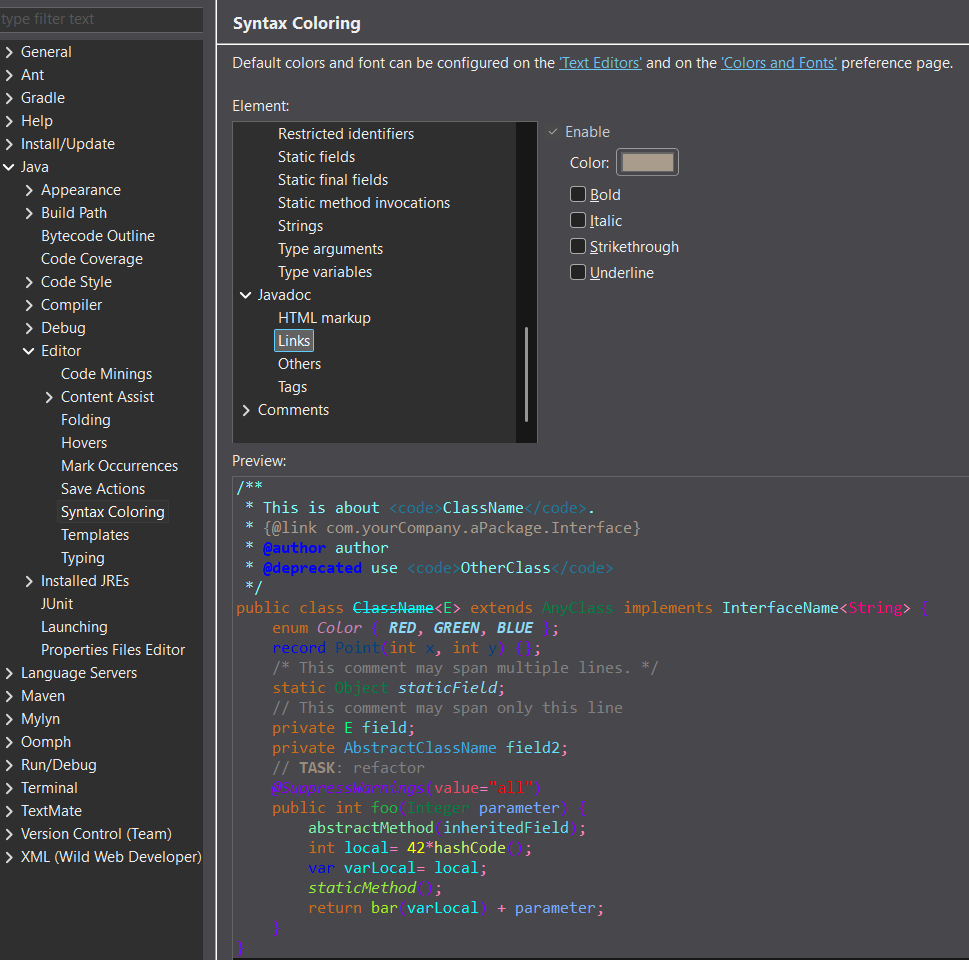 type filter text
General
Ant
Gradle
Help
Install/Update
Java
Appearance
Build Path
Bytecode Outline
Code Coverage
Code Style
Compiler
Debug
Editor
Code Minings
Content Assist
Folding
Hovers
Mark Occurrences
Save Actions
Syntax Coloring
Templates
Typing
Installed JREs
JUnit
Launching
Properties Files Editor
Language Servers
Maven
Mylyn
Oomph
Run/Debug
Terminal
TextMate
Version Control (Team)
XML (Wild Web Developer)
Syntax Coloring
Default colors and font can be configured on the 'Text Editors' and on the 'Colors and Fonts' preference page.
Element:
Restricted identifiers
Static fields
Static final fields
Static method invocations
Strings
Type arguments
Type variables
Javadoc
HTML markup
Links
Others
Tags
Comments
Enable
Color:
Bold
Italic
Strikethrough
Underline
Preview:
/**
 * This is about <code>ClassName</code>.
 * {@link com.yourCompany.aPackage.Interface}
 * @author author
 * @deprecated use <code>OtherClass</code>
 */
public class ClassName<E> extends AnyClass implements InterfaceName<String> {
    enum Color { RED, GREEN, BLUE };
    record Point(int x, int y) {};
    /* This comment may span multiple lines. */
    static Object staticField;
    // This comment may span only this line
    private E field;
    private AbstractClassName field2;
    // TASK: refactor
    @SuppressWarnings(value="all")
    public int foo(Integer parameter) {
        abstractMethod(inheritedField);
        int local= 42*hashCode();
        var varLocal= local;
        staticMethod();
        return bar(varLocal) + parameter;
    }
}